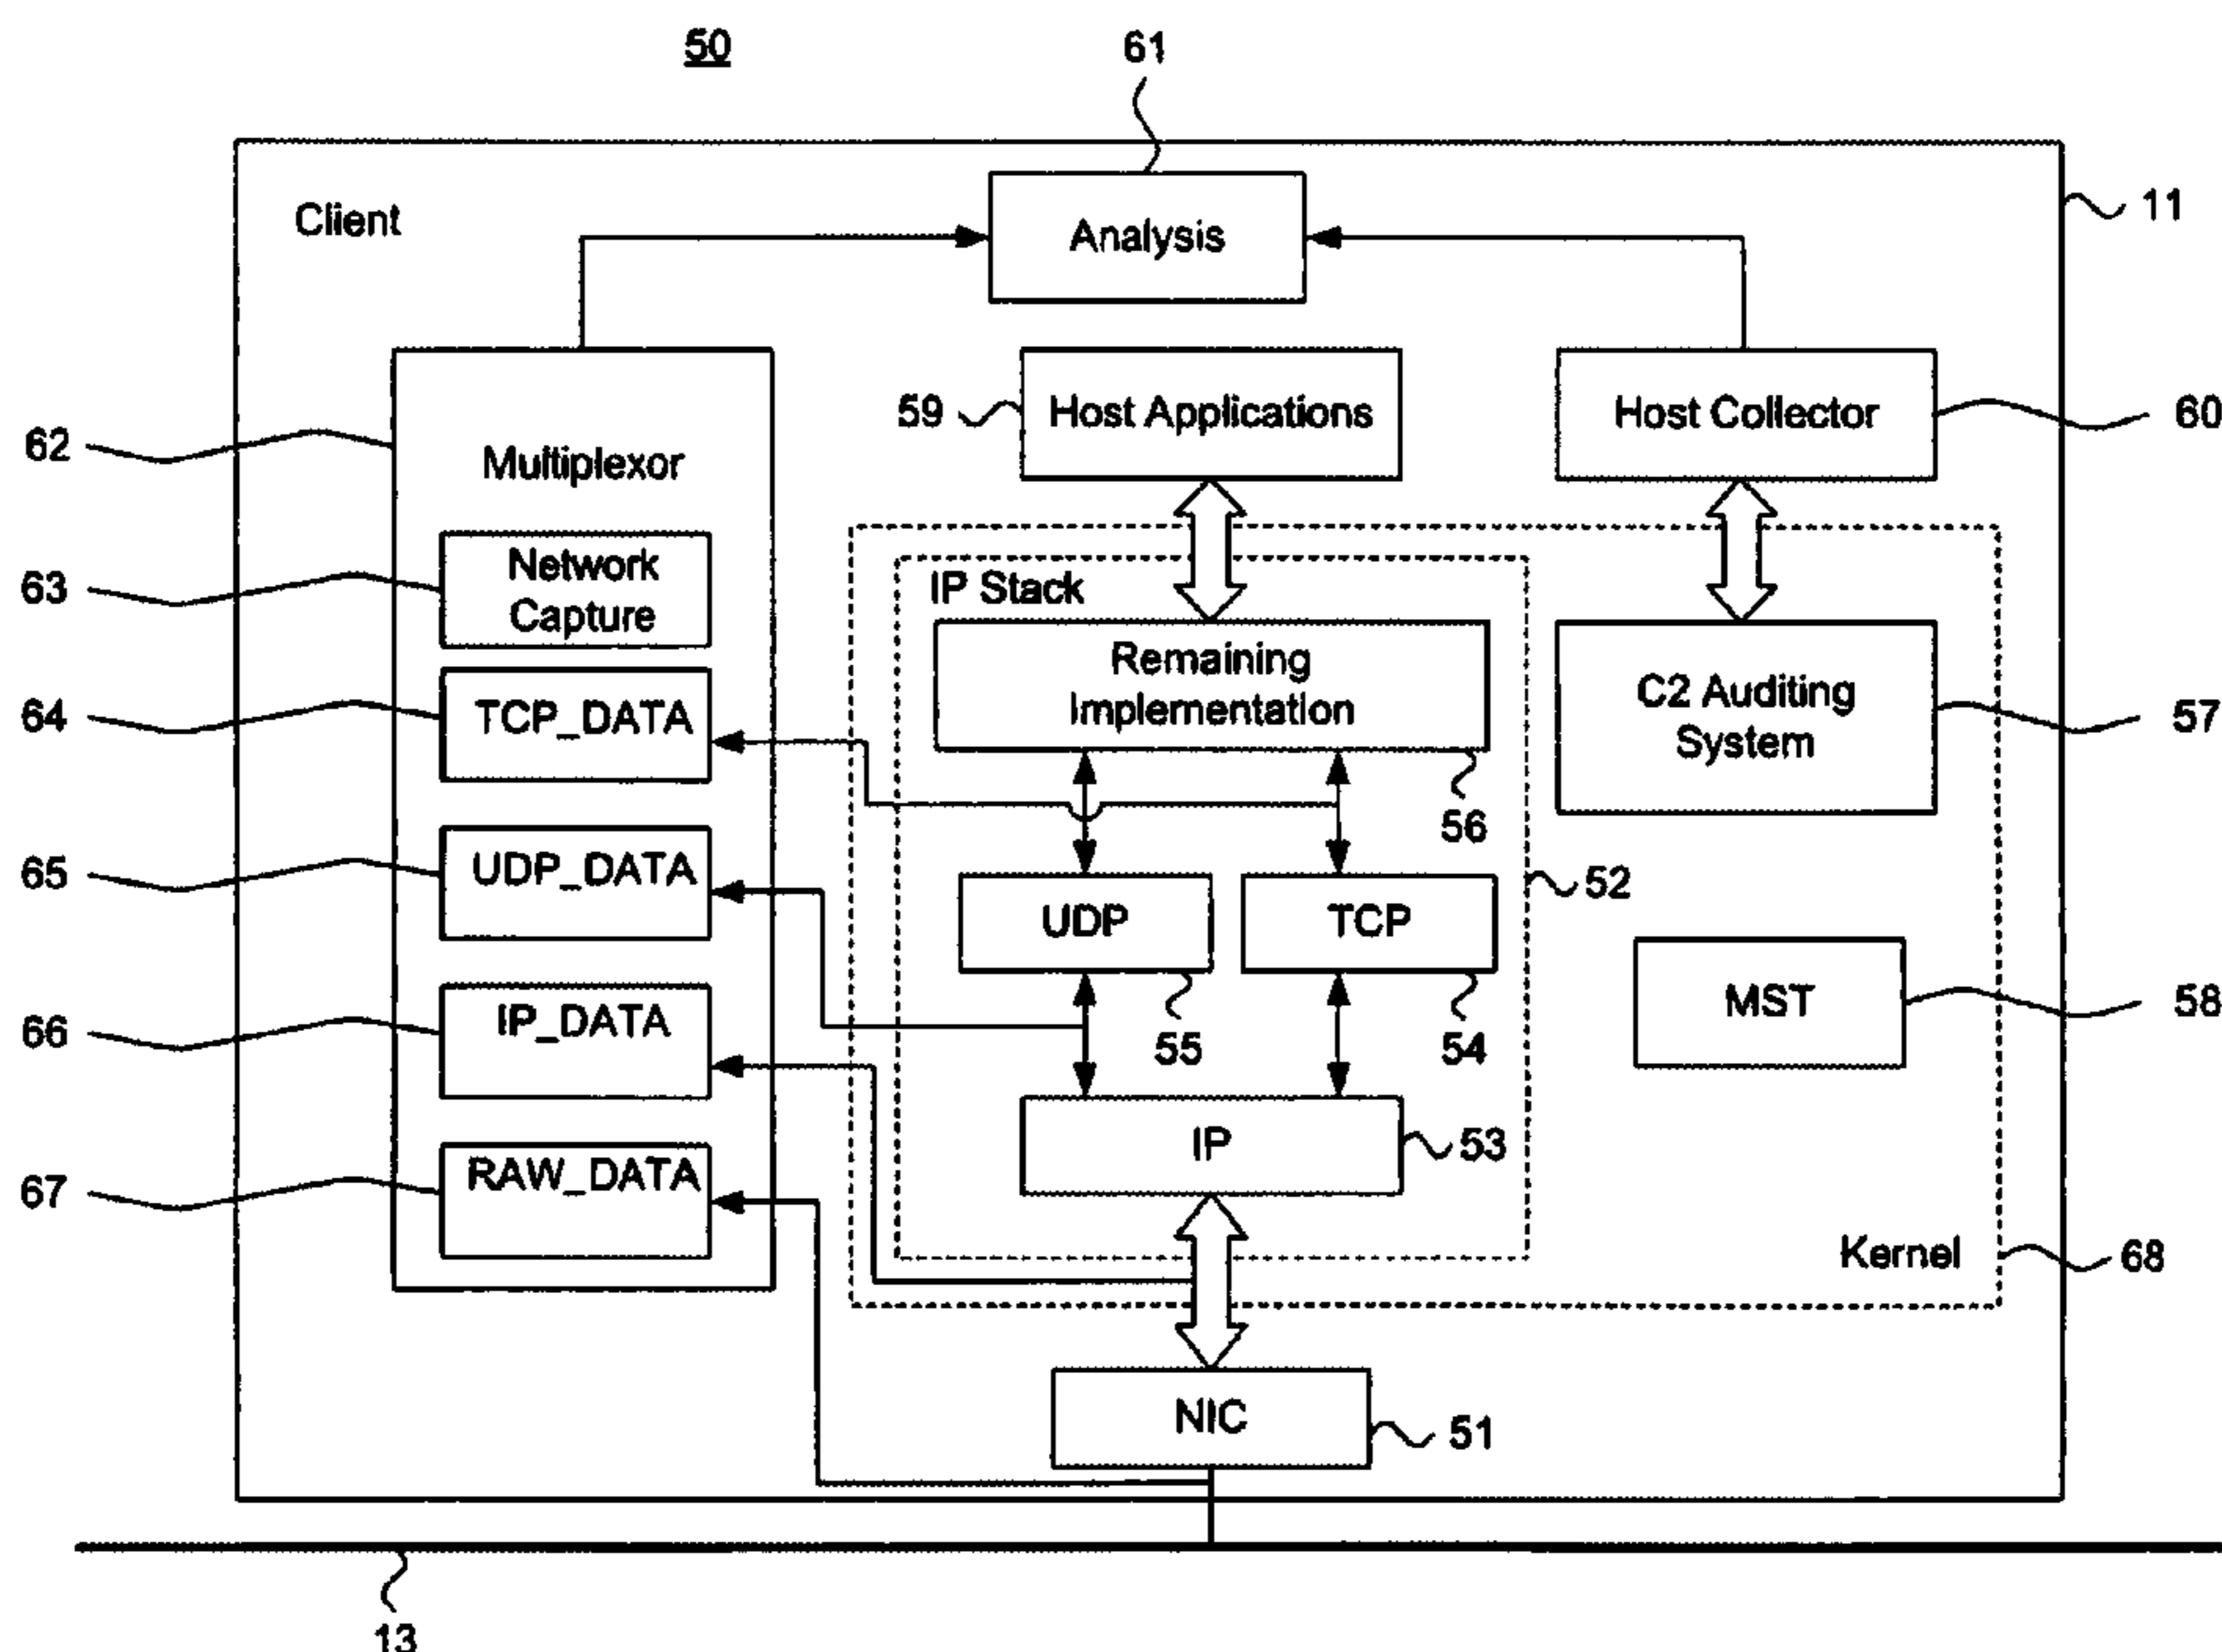 50
61
Client
Analysis
11
59
Host Applications
Host Collector
60
62
Multiplexor
63
Network
Capture
IP Stack
Remaining
Implementation
C2 Auditing
System
57
64
TCP_DATA
56
65
UDP_DATA
UDP
TCP
52
66
IP_DATA
55
54
MST
58
67
RAW_DATA
IP
53
Kernel
68
NIC
51
13